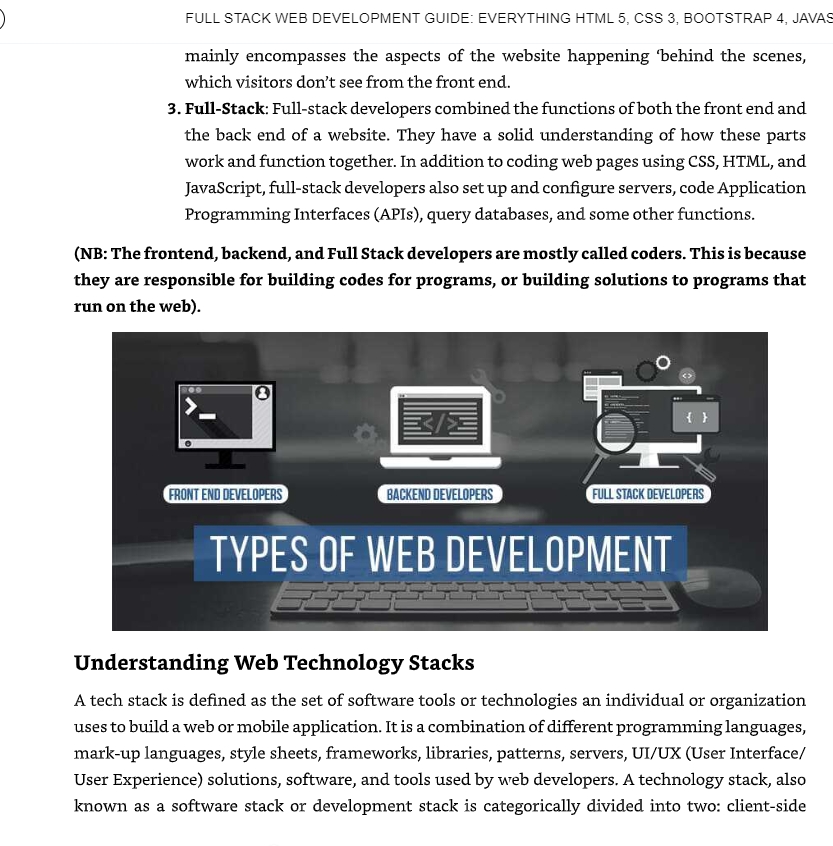 FULL STACK WEB DEVELOPMENT GUIDE: EVERYTHING HTML 5, CSS 3, BOOTSTRAP 4, JAVAS
mainly encompasses the aspects of the website happening ‘behind the scenes,
which visitors don’t see from the front end.
3. Full-Stack: Full-stack developers combined the functions of both the front end and
the back end of a website. They have a solid understanding of how these parts
work and function together. In addition to coding web pages using CSS, HTML, and
JavaScript, full-stack developers also set up and configure servers, code Application
Programming Interfaces (APIs), query databases, and some other functions.
(NB: The frontend, backend, and Full Stack developers are mostly called coders. This is because
they are responsible for building codes for programs, or building solutions to programs that
run on the web).
FRONT END DEVELOPERS
BACKEND DEVELOPERS
FULL STACK DEVELOPERS
TYPES OF WEB DEVELOPMENT
Understanding Web Technology Stacks
A tech stack is defined as the set of software tools or technologies an individual or organization
uses to build a web or mobile application. It is a combination of different programming languages,
mark-up languages, style sheets, frameworks, libraries, patterns, servers, UI/UX (User Interface/
User Experience) solutions, software, and tools used by web developers. A technology stack, also
known as a software stack or development stack is categorically divided into two: client-side